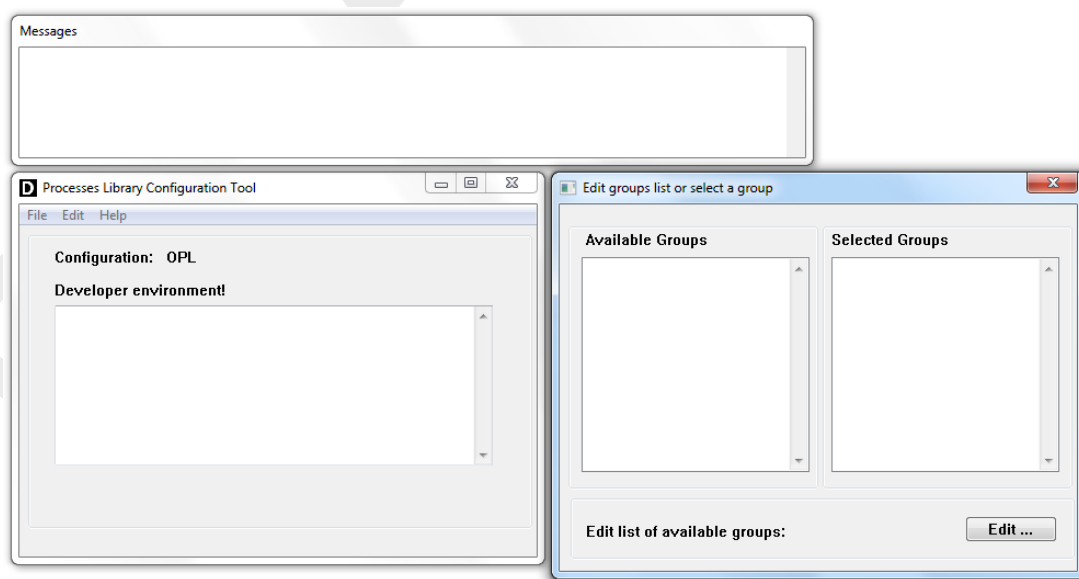 Messages
D Processes Library Configuration Tool
File Edit Help
Configuration: OPL
Developer environment!
Edit groups list or select a group
Available Groups
Selected Groups
Edit list of available groups:
Edit ...